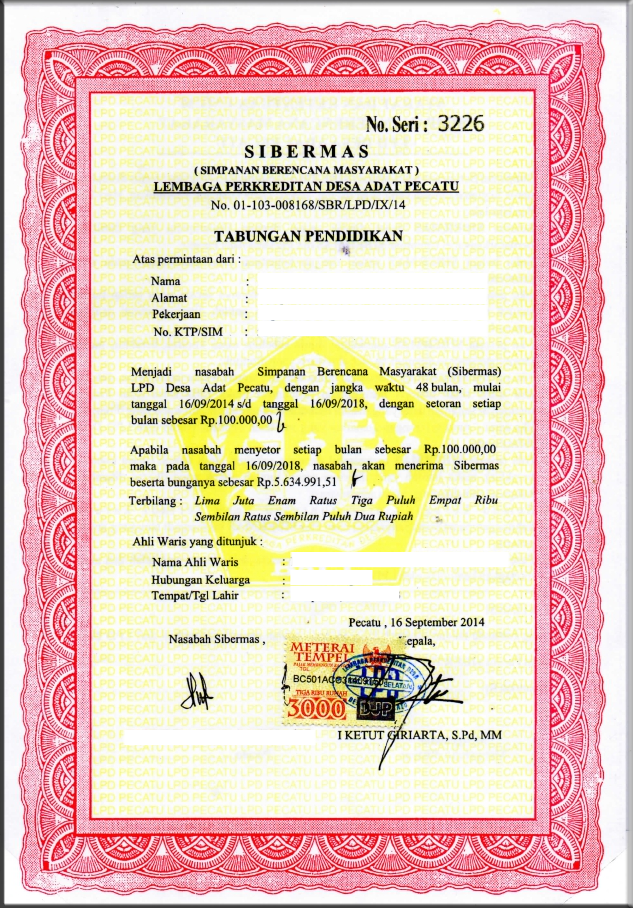 No. Seri : 3226
SIBERMAS
( SIMPANAN BERENCANA MASYARAKAT )
LEMBAGA PERKREDITAN DESA ADAT PECATU
No. 01-103-008168/SBR/LPD/IX/14
TABUNGAN PENDIDIKAN
Atas permintaan dari :
Nama :
Alamat :
Pekerjaan :
No. KTP/SIM :
Menjadi nasabah Simpanan Berencana Masyarakat (Sibermas)
LPD Desa Adat Pecatu, dengan jangka waktu 48 bulan, mulai
tanggal 16/09/2014 s/d tanggal 16/09/2018, dengan setoran setiap
bulan sebesar Rp.100.000,00
Apabila nasabah menyetor setiap bulan sebesar Rp.100.000,00
maka pada tanggal 16/09/2018, nasabah akan menerima Sibermas
beserta bunganya sebesar Rp.5.634.991,51
Terbilang : Lima Juta Enam Ratus Tiga Puluh Empat Ribu
Sembilan Ratus Sembilan Puluh Dua Rupiah
Ahli Waris yang ditunjuk :
Nama Ahli Waris :
Hubungan Keluarga :
Tempat/Tgl Lahir :
Pecatu , 16 September 2014
Nasabah Sibermas , epala,
METERAI
TEMPEL
TGL
TIGA RIBU RUPIAH
3000 DJP
I KETUT GIRIARTA, S.Pd, MM